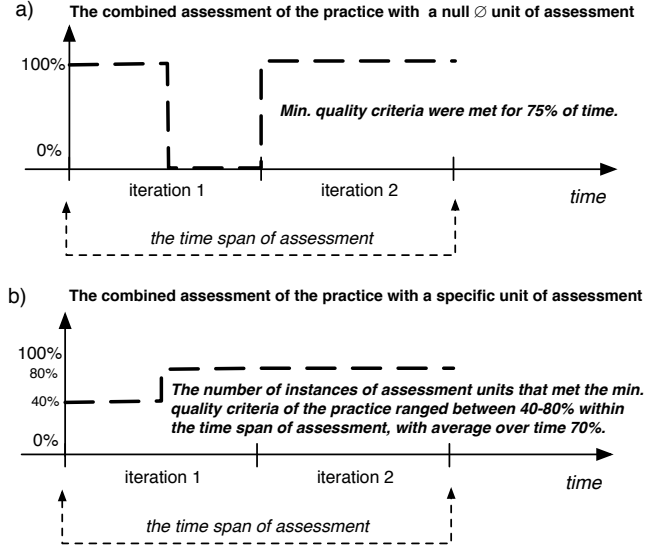 a)
The combined assessment of the practice with a null ∅ unit of assessment
100%
Min. quality criteria were met for 75% of time.
0%
iteration 1
iteration 2
time
the time span of assessment
b)
The combined assessment of the practice with a specific unit of assessment
100%
80%
40%
The number of instances of assessment units that met the min.
quality criteria of the practice ranged between 40-80% within
the time span of assessment, with average over time 70%.
0%
iteration 1
iteration 2
time
the time span of assessment